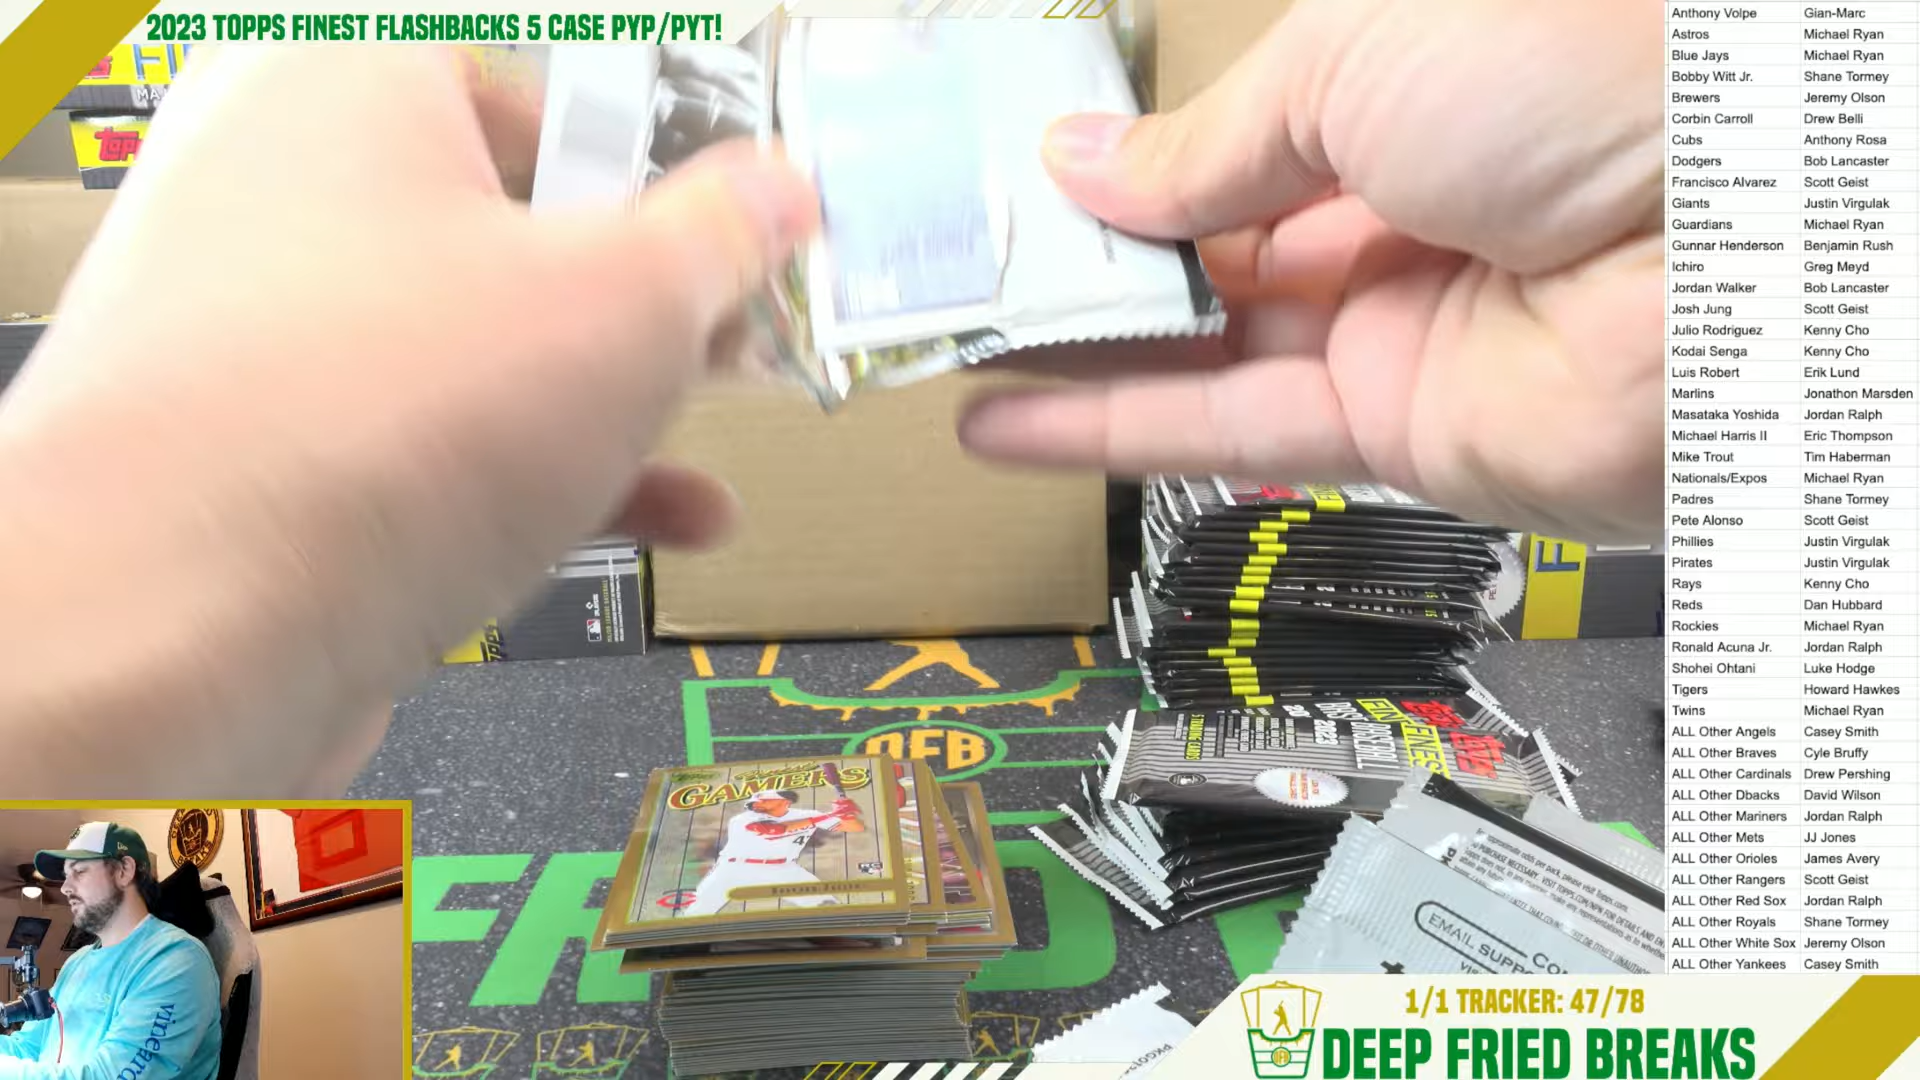 2023 TOPPS FINEST FLASHBACKS 5 CASE PYP/PYT!
Anthony Volpe Gian-Marc
Astros Michael Ryan
Blue Jays Michael Ryan
Bobby Witt Jr. Shane Tormey
Brewers Jeremy Olson
Corbin Carroll Drew Belli
Cubs Anthony Rosa
Dodgers Bob Lancaster
Francisco Alvarez Scott Geist
Giants Justin Virgulak
Guardians Michael Ryan
Gunnar Henderson Benjamin Rush
Ichiro Greg Meyd
Jordan Walker Bob Lancaster
Josh Jung Scott Geist
Julio Rodriguez Kenny Cho
Kodai Senga Kenny Cho
Luis Robert Erik Lund
Marlins Jonathon Marsden
Masataka Yoshida Jordan Ralph
Michael Harris II Eric Thompson
Mike Trout Tim Haberman
Nationals/Expos Michael Ryan
Padres Shane Tormey
Pete Alonso Scott Geist
Phillies Justin Virgulak
Pirates Justin Virgulak
Rays Kenny Cho
Reds Dan Hubbard
Rockies Michael Ryan
Ronald Acuna Jr. Jordan Ralph
Shohei Ohtani Luke Hodge
Tigers Howard Hawkes
Twins Michael Ryan
ALL Other Angels Casey Smith
ALL Other Braves Cyle Bruffy
ALL Other Cardinals Drew Pershing
ALL Other Dbacks David Wilson
ALL Other Mariners Jordan Ralph
ALL Other Mets JJ Jones
ALL Other Orioles James Avery
ALL Other Rangers Scott Geist
ALL Other Red Sox Jordan Ralph
ALL Other Royals Shane Tormey
ALL Other White Sox Jeremy Olson
ALL Other Yankees Casey Smith
DFB
GAMERS
EMAIL SUPPO
1/1 TRACKER: 47/78
DEEP FRIED BREAKS